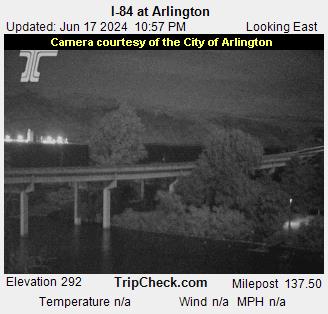 I-84 at Arlington
Updated: Jun 17 2024 10:57 PM Looking East
Camera courtesy of the City of Arlington
Elevation 292 TripCheck.com Milepost 137.50
Temperature n/a Wind n/a MPH n/a